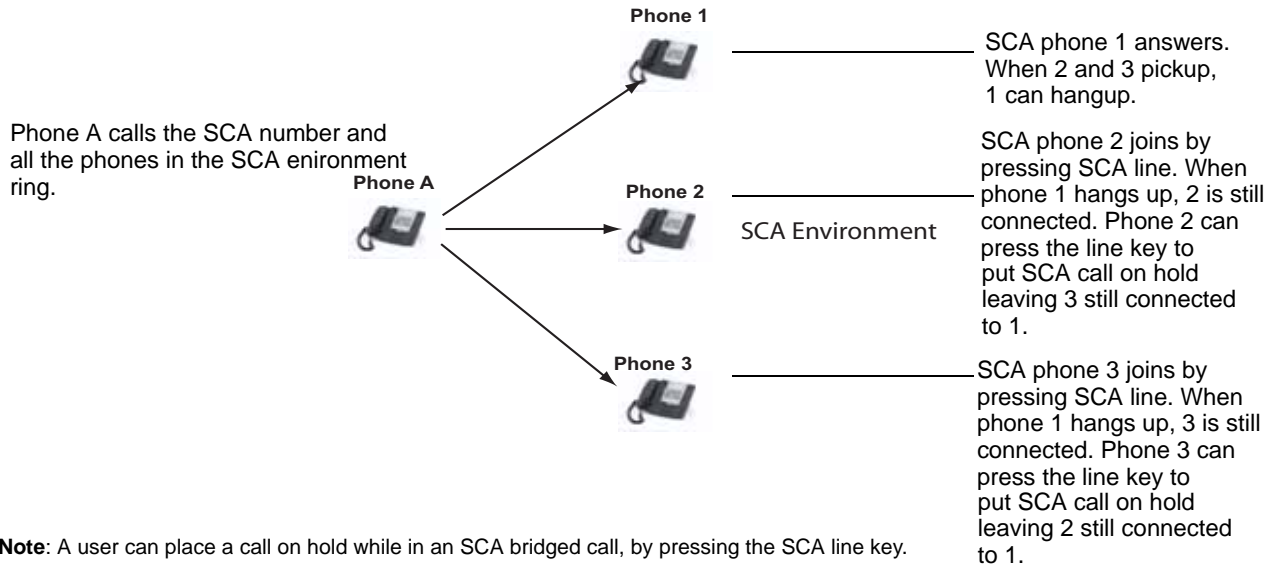 Phone 1
SCA phone 1 answers.
When 2 and 3 pickup,
1 can hangup.
Phone A calls the SCA number and
all the phones in the SCA enironment
ring.
Phone A
Phone 2
SCA Environment
SCA phone 2 joins by
pressing SCA line. When
phone 1 hangs up, 2 is still
connected. Phone 2 can
press the line key to
put SCA call on hold
leaving 3 still connected
to 1.
Phone 3
SCA phone 3 joins by
pressing SCA line. When
phone 1 hangs up, 3 is still
connected. Phone 3 can
press the line key to
put SCA call on hold
leaving 2 still connected
to 1.
Note: A user can place a call on hold while in an SCA bridged call, by pressing the SCA line key.